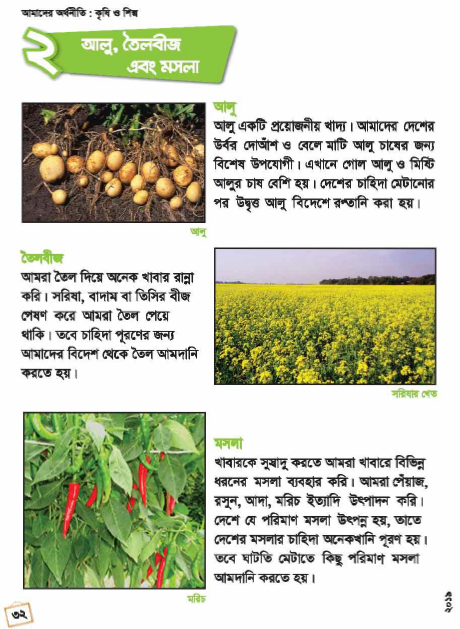 আমাদের অর্থনীতি : কৃষি ও শিল্প
২
আলু, তৈলবীজ
এবং মসলা
আলু
আলু একটি প্রয়োজনীয় খাদ্য। আমাদের দেশের
উর্বর দোআঁশ ও বেলে মাটি আলু চাষের জন্য
বিশেষ উপযোগী। এখানে গোল আলু ও মিষ্টি
আলুর চাষ বেশি হয়। দেশের চাহিদা মেটানোর
পর উদ্বৃত্ত আলু বিদেশে রপ্তানি করা হয়।
আলু
তৈলবীজ
আমরা তৈল দিয়ে অনেক খাবার রান্না
করি। সরিষা, বাদাম বা তিসির বীজ
পেষণ করে আমরা তৈল পেয়ে
থাকি। তবে চাহিদা পূরণের জন্য
আমাদের বিদেশ থেকে তৈল আমদানি
করতে হয়।
সরিষার খেত
মসলা
খাবারকে সুস্বাদু করতে আমরা খাবারে বিভিন্ন
ধরনের মসলা ব্যবহার করি। আমরা পেঁয়াজ,
রসুন, আদা, মরিচ ইত্যাদি উৎপাদন করি।
দেশে যে পরিমাণ মসলা উৎপন্ন হয়, তাতে
দেশের মসলার চাহিদা অনেকখানি পূরণ হয়।
তবে ঘাটতি মেটাতে কিছু পরিমাণ মসলা
আমদানি করতে হয়।
মরিচ
৩২
২০১৯